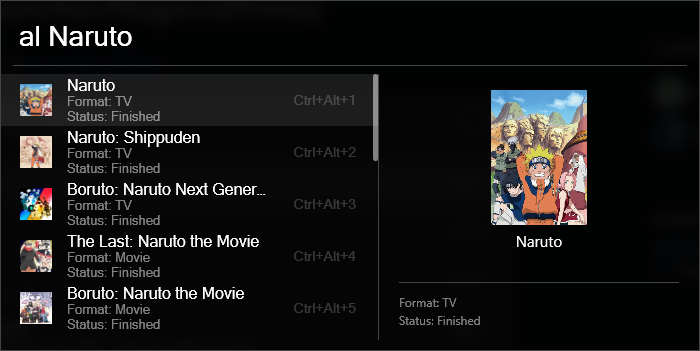 al Naruto
Naruto
Format: TV
Status: Finished
Ctrl+Alt+1
Naruto: Shippuden
Format: TV
Status: Finished
Ctrl+Alt+2
Boruto: Naruto Next Gener...
Format: TV
Status: Finished
Ctrl+Alt+3
The Last: Naruto the Movie
Format: Movie
Status: Finished
Ctrl+Alt+4
Boruto: Naruto the Movie
Format: Movie
Status: Finished
Ctrl+Alt+5
Naruto
Format: TV
Status: Finished